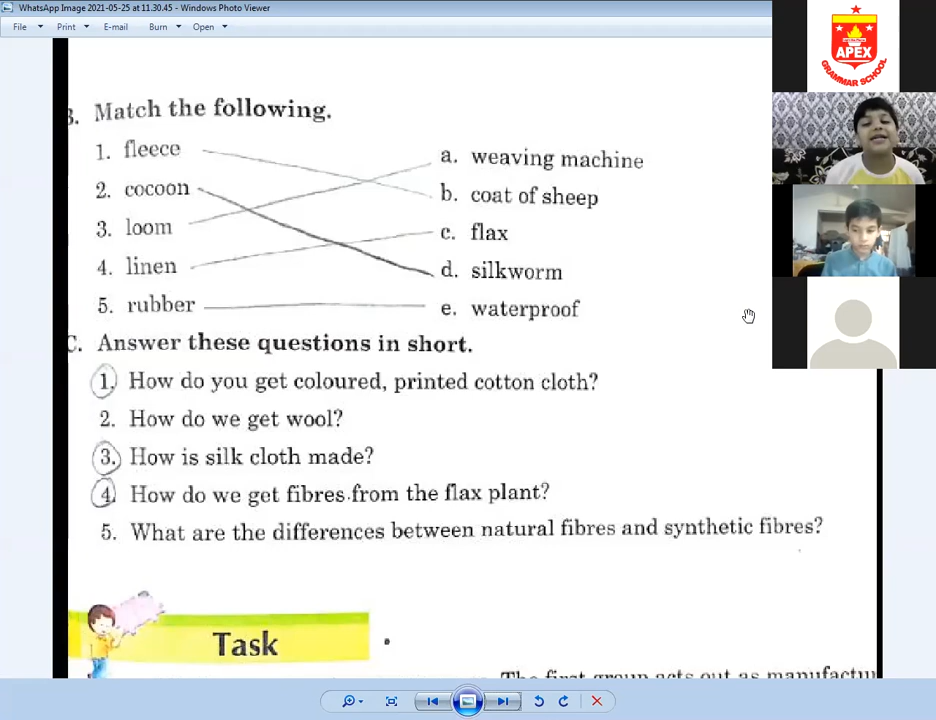 WhatsApp Image 2021-05-25 at 11.30.45 - Windows Photo Viewer
File Print E-mail Burn Open
APEX
GRAMMAR SCHOOL
B. Match the following.
1. fleece
a. weaving machine
2. cocoon
b. coat of sheep
3. loom
c. flax
4. linen
d. silkworm
5. rubber
e. waterproof
C. Answer these questions in short.
1. How do you get coloured, printed cotton cloth?
2. How do we get wool?
3. How is silk cloth made?
4. How do we get fibres from the flax plant?
5. What are the differences between natural fibres and synthetic fibres?
Task
The first group acts out as manufactu